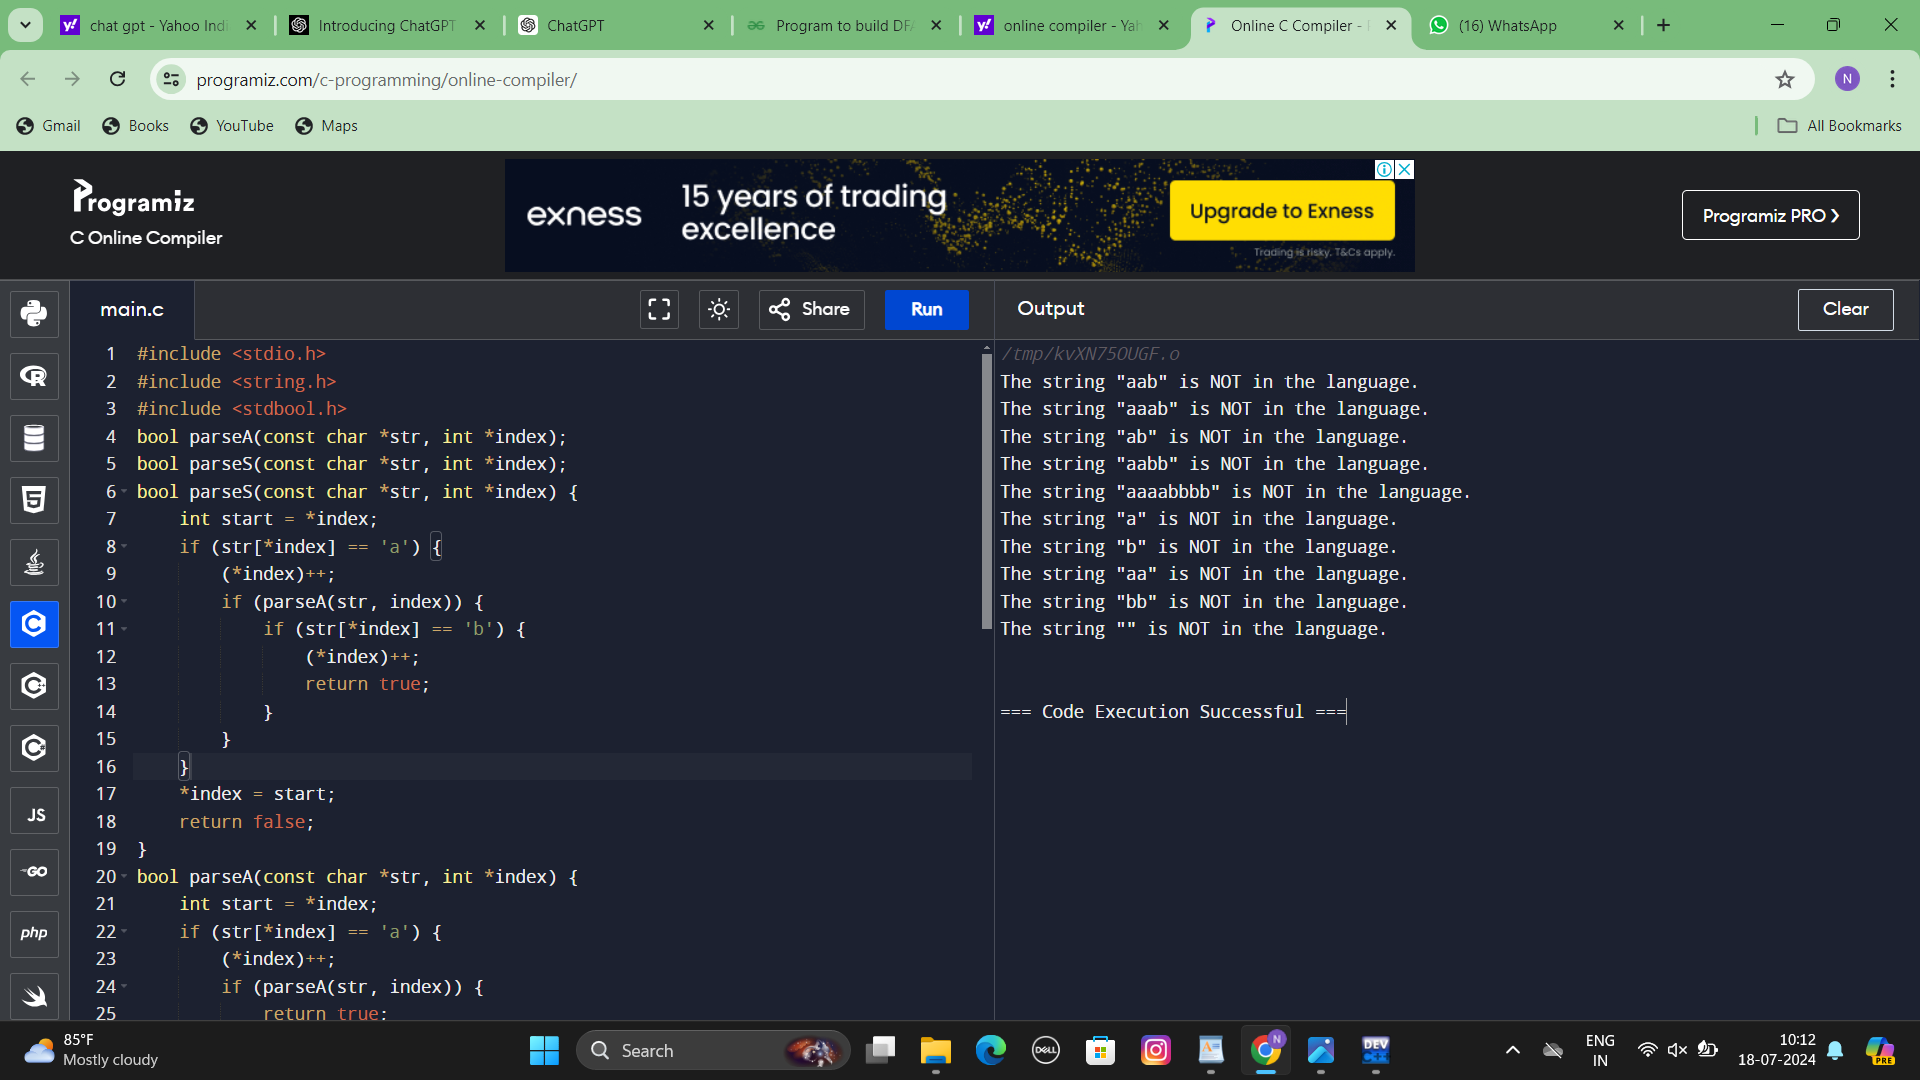 chat gpt - Yahoo Indi
Introducing ChatGPT
ChatGPT
Program to build DFA
online compiler - Yah
Online C Compiler - P
(16) WhatsApp
programiz.com/c-programming/online-compiler/
N
Gmail
Books
YouTube
Maps
All Bookmarks
Programiz
C Online Compiler
exness
15 years of trading
excellence
Upgrade to Exness
Trading is risky. T&Cs apply.
Programiz PRO ❯
main.c
Share
Run
Output
Clear
1 #include <stdio.h>
2 #include <string.h>
3 #include <stdbool.h>
4 bool parseA(const char *str, int *index);
5 bool parseS(const char *str, int *index);
6 bool parseS(const char *str, int *index) {
7 int start = *index;
8 if (str[*index] == 'a') {
9 (*index)++;
10 if (parseA(str, index)) {
11 if (str[*index] == 'b') {
12 (*index)++;
13 return true;
14 }
15 }
16 }
17 *index = start;
18 return false;
19 }
20 bool parseA(const char *str, int *index) {
21 int start = *index;
22 if (str[*index] == 'a') {
23 (*index)++;
24 if (parseA(str, index)) {
25 return true;
/tmp/kvXN75OUGF.o
The string "aab" is NOT in the language.
The string "aaab" is NOT in the language.
The string "ab" is NOT in the language.
The string "aabb" is NOT in the language.
The string "aaaabbbb" is NOT in the language.
The string "a" is NOT in the language.
The string "b" is NOT in the language.
The string "aa" is NOT in the language.
The string "bb" is NOT in the language.
The string "" is NOT in the language.
=== Code Execution Successful ===
JS
GO
php
85°F
Mostly cloudy
Search
DELL
N
DEV
C++
ENG
IN
10:12
18-07-2024
PRE